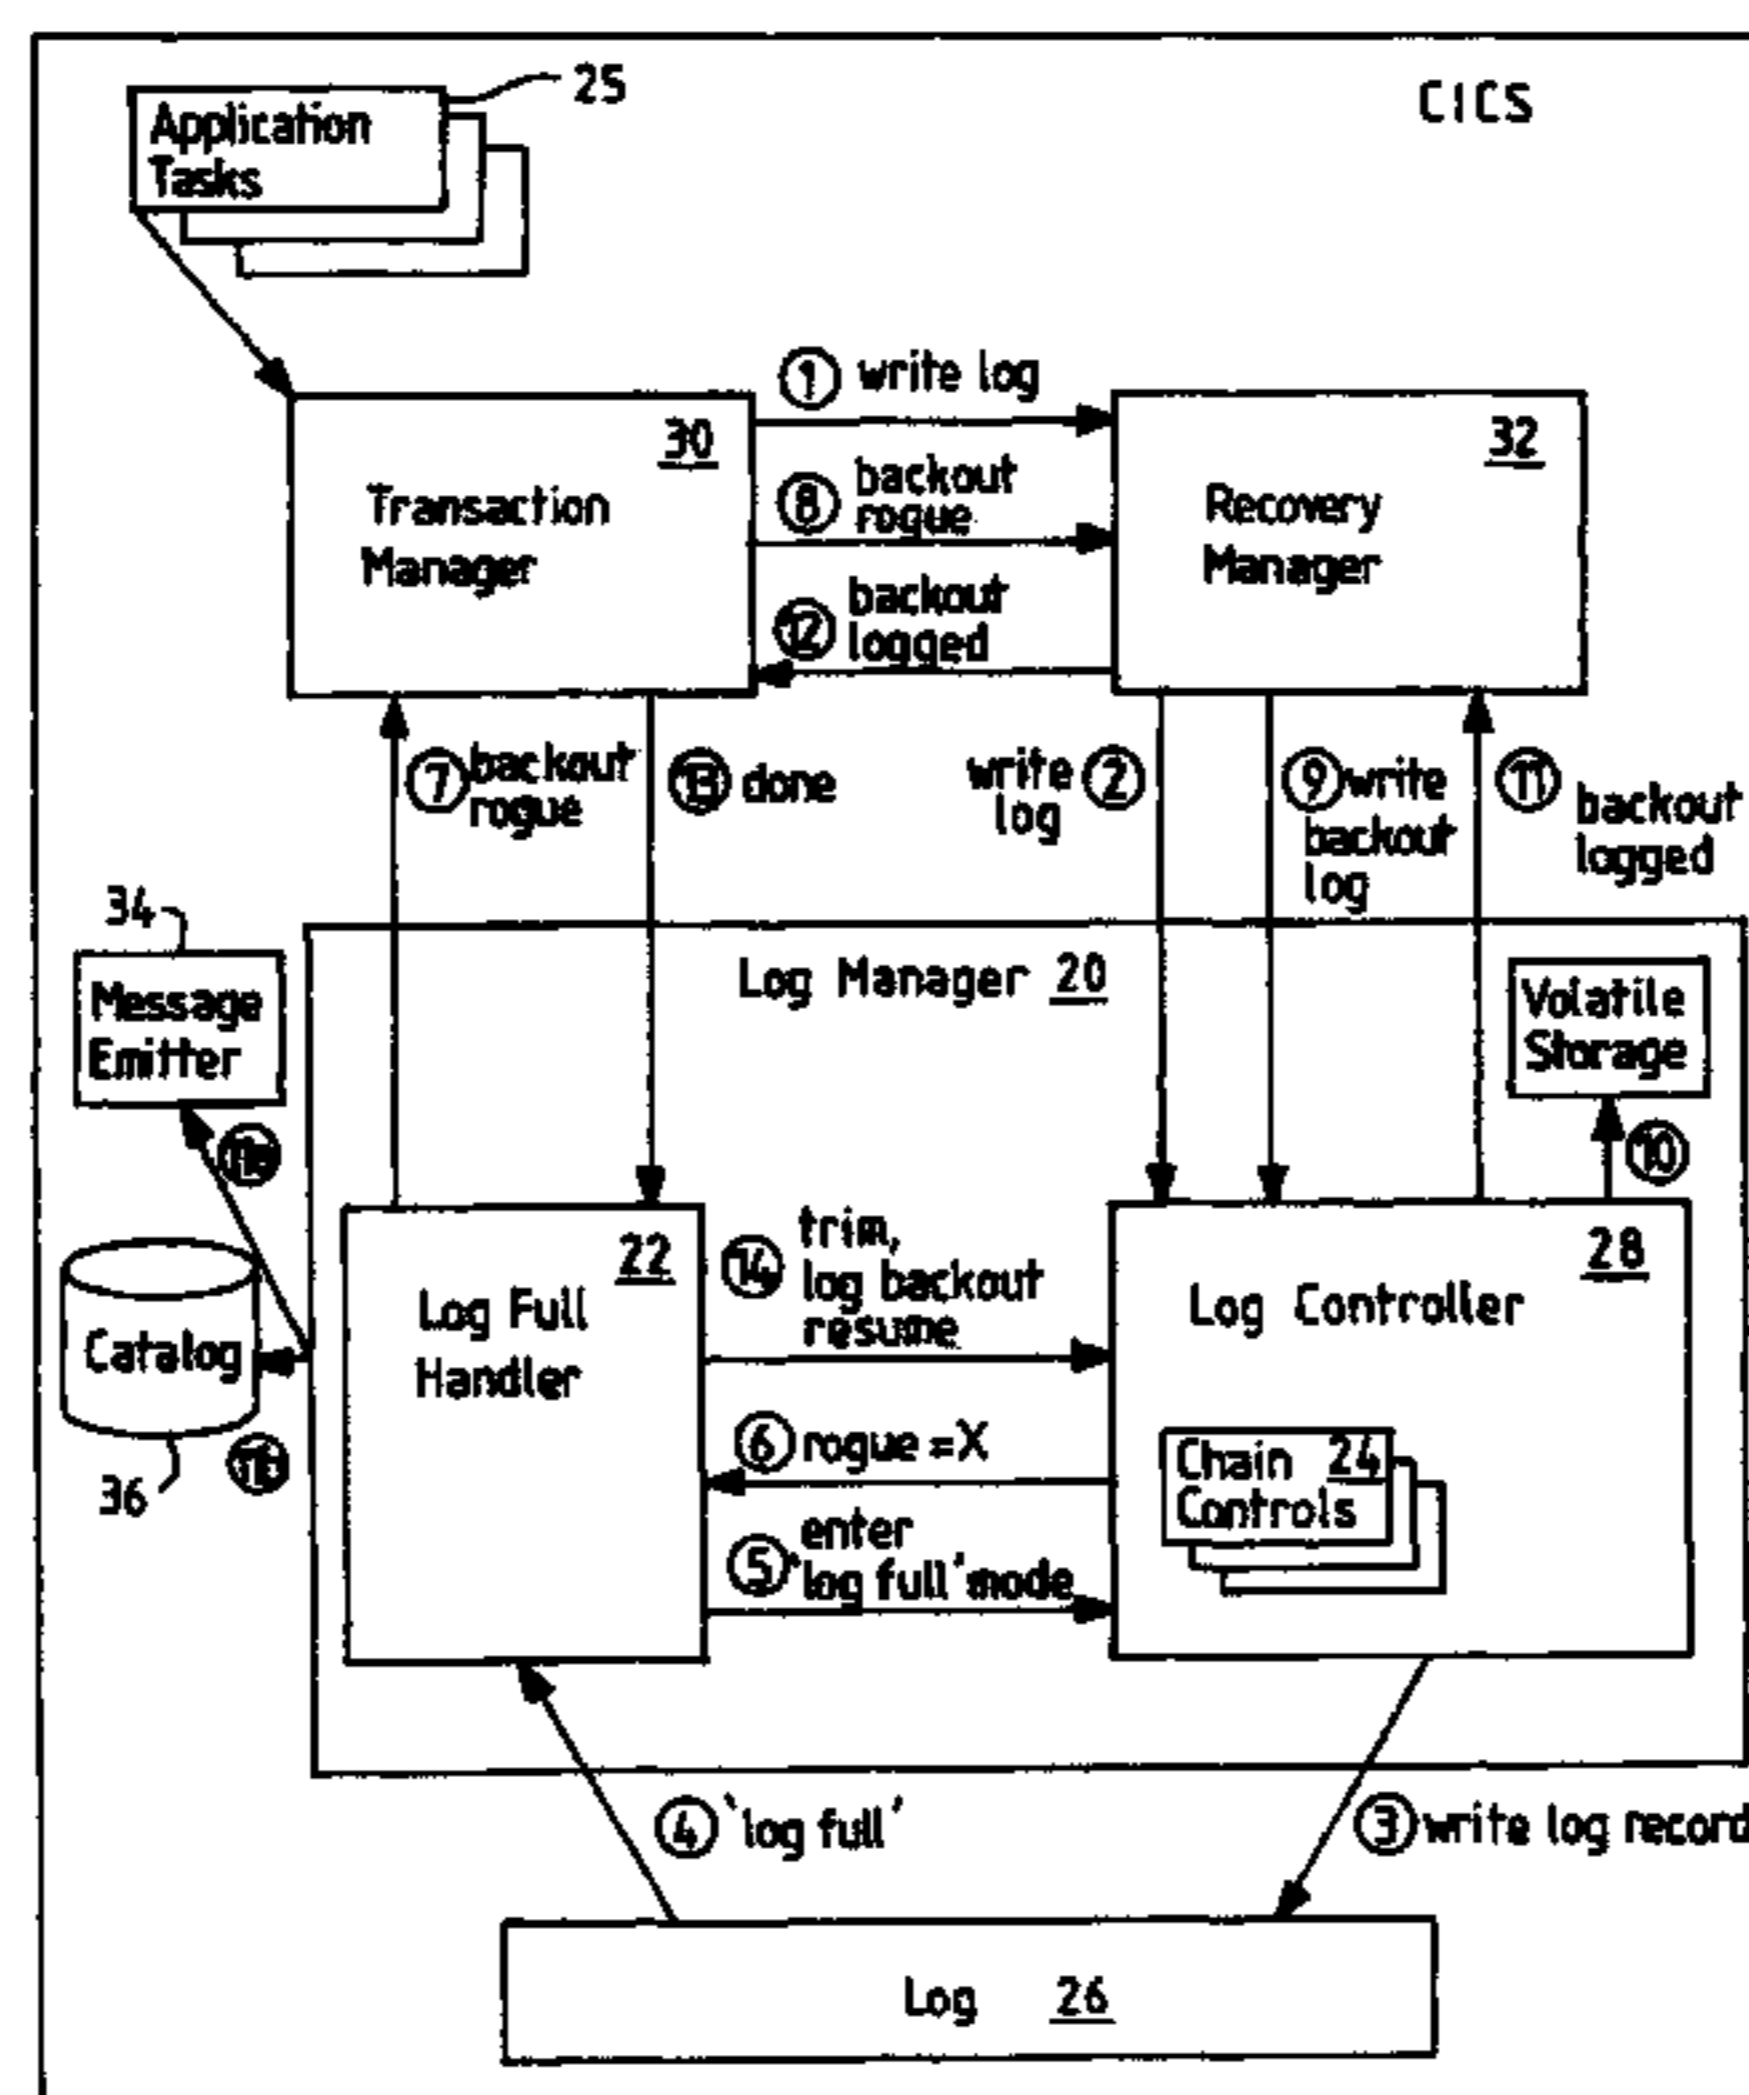 25
CICS
Application
Tasks
① write log
30
32
⑧ backout
rogue
Transaction
Manager
Recovery
Manager
⑫ backout
logged
⑦ backout
rogue
⑬ done
write ②
log
⑨ write
backout
log
⑪ backout
logged
34
Log Manager 20
Message
Emitter
Volatile
Storage
⑩
22
⑭ trim,
log backout
resume
28
Log Full
Handler
Log Controller
Catalog
⑥ rogue = X
Chain 24
Controls
36
enter
⑤ 'log full' mode
④ 'log full'
③ write log record
Log 26